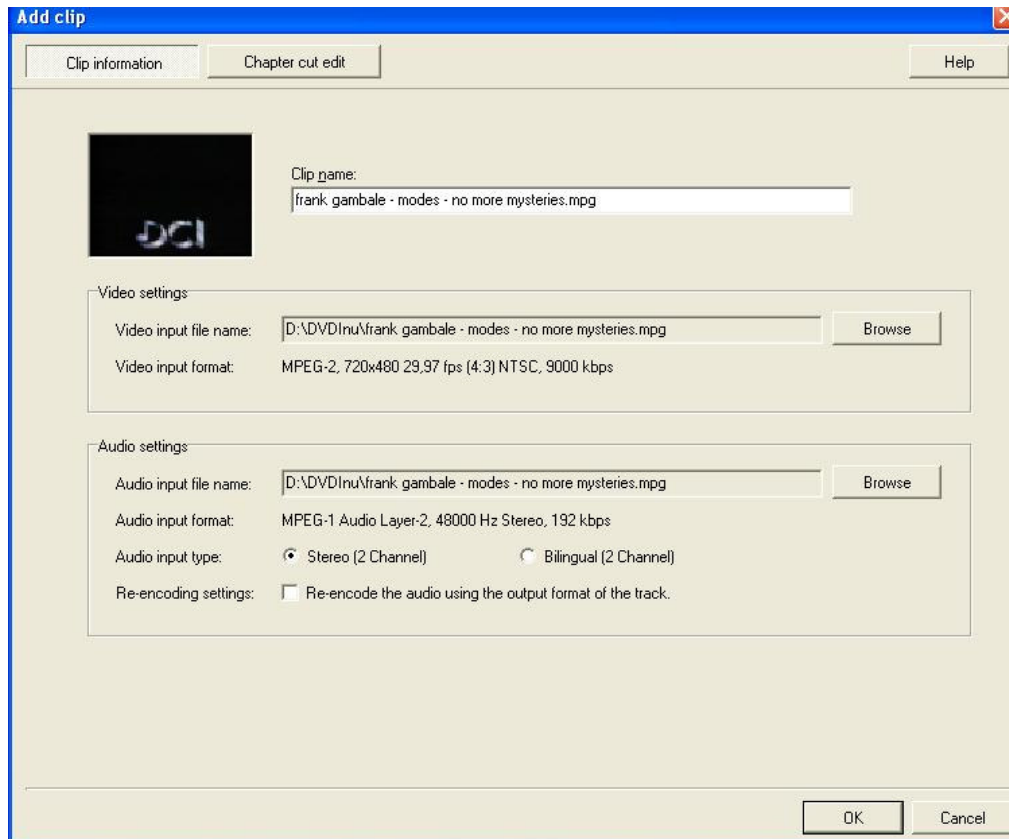 Add clip
Clip information
Chapter cut edit
Help
DCI
Clip name:
frank gambale - modes - no more mysteries.mpg
Video settings
Video input file name:
D:\DVDInu\frank gambale - modes - no more mysteries.mpg
Browse
Video input format:
MPEG-2, 720x480 29,97 fps (4:3) NTSC, 9000 kbps
Audio settings
Audio input file name:
D:\DVDInu\frank gambale - modes - no more mysteries.mpg
Browse
Audio input format:
MPEG-1 Audio Layer-2, 48000 Hz Stereo, 192 kbps
Audio input type:
Stereo (2 Channel)
Bilingual (2 Channel)
Re-encoding settings:
Re-encode the audio using the output format of the track.
OK
Cancel